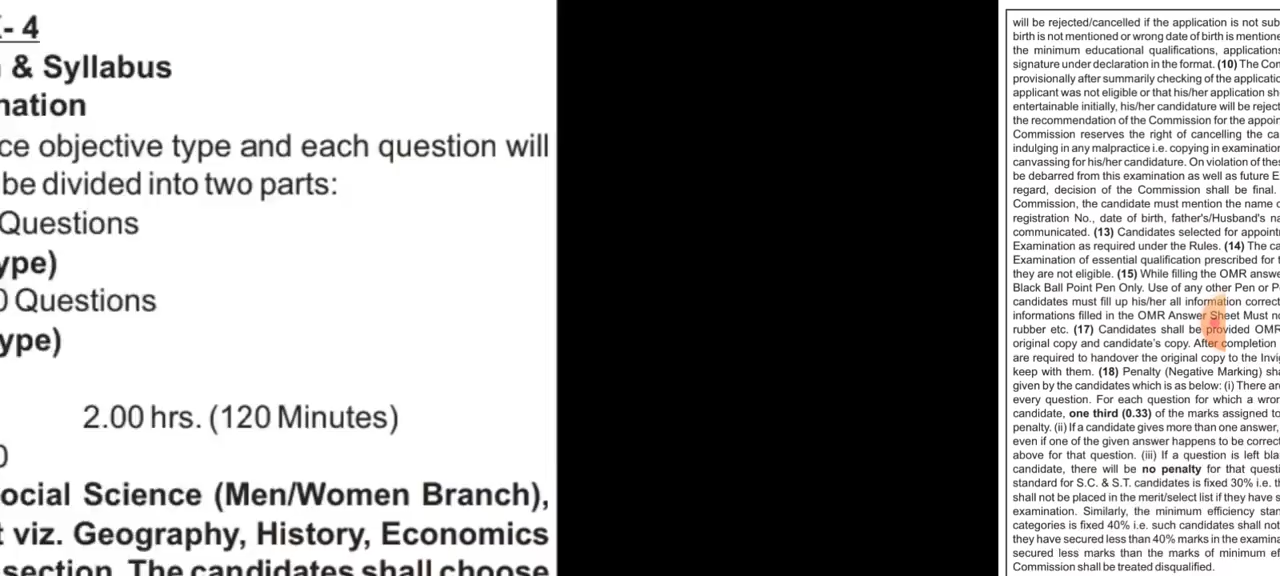 - 4
& Syllabus
nation
ce objective type and each question will
be divided into two parts:
Questions
ype)
0 Questions
ype)
2.00 hrs. (120 Minutes)
0
ocial Science (Men/Women Branch),
t viz. Geography, History, Economics
section. The candidates shall choose
will be rejected/cancelled if the application is not sub
birth is not mentioned or wrong date of birth is mentione
the minimum educational qualifications, applications
signature under declaration in the format. (10) The Com
provisionally after summarily checking of the applicatio
applicant was not eligible or that his/her application sh
entertainable initially, his/her candidature will be reject
the recommendation of the Commission for the appoin
Commission reserves the right of cancelling the ca
indulging in any malpractice i.e. copying in examination
canvassing for his/her candidature. On violation of thes
be debarred from this examination as well as future E
regard, decision of the Commission shall be final.
Commission, the candidate must mention the name o
registration No., date of birth, father's/Husband's na
communicated. (13) Candidates selected for appointm
Examination as required under the Rules. (14) The ca
Examination of essential qualification prescribed for t
they are not eligible. (15) While filling the OMR answe
Black Ball Point Pen Only. Use of any other Pen or Pe
candidates must fill up his/her all information correct
informations filled in the OMR Answer Sheet Must no
rubber etc. (17) Candidates shall be provided OMR
original copy and candidate's copy. After completion
are required to handover the original copy to the Invig
keep with them. (18) Penalty (Negative Marking) sha
given by the candidates which is as below: (i) There are
every question. For each question for which a wron
candidate, one third (0.33) of the marks assigned to
penalty. (ii) If a candidate gives more than one answer,
even if one of the given answer happens to be correct
above for that question. (iii) If a question is left bla
candidate, there will be no penalty for that questi
standard for S.C. & S.T. candidates is fixed 30% i.e. th
shall not be placed in the merit/select list if they have s
examination. Similarly, the minimum efficiency stan
categories is fixed 40% i.e. such candidates shall not
they have secured less than 40% marks in the examina
secured less marks than the marks of minimum ef
Commission shall be treated disqualified.